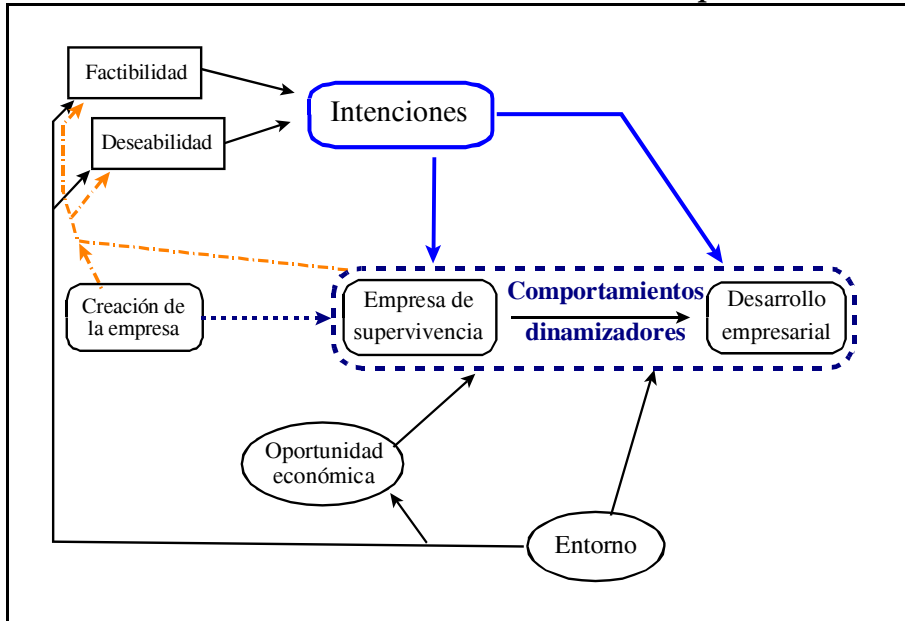 Factibilidad
Intenciones
Deseabilidad
Creación de
la empresa
Empresa de
supervivencia
Comportamientos
dinamizadores
Desarrollo
empresarial
Oportunidad
económica
Entorno